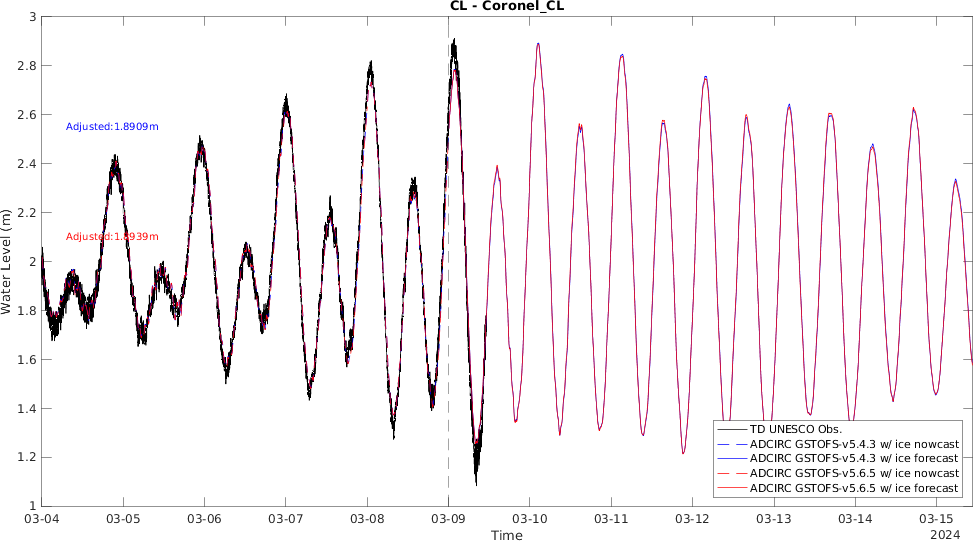 CL - Coronel_CL
3
2.8
2.6
2.4
2.2
2
1.8
1.6
1.4
1.2
1
Water Level (m)
Adjusted:1.8909m
Adjusted:1.8939m
TD UNESCO Obs.
ADCIRC GSTOFS-v5.4.3 w/ ice nowcast
ADCIRC GSTOFS-v5.4.3 w/ ice forecast
ADCIRC GSTOFS-v5.6.5 w/ ice nowcast
ADCIRC GSTOFS-v5.6.5 w/ ice forecast
03-04 03-05 03-06 03-07 03-08 03-09 03-10 03-11 03-12 03-13 03-14 03-15
Time
2024